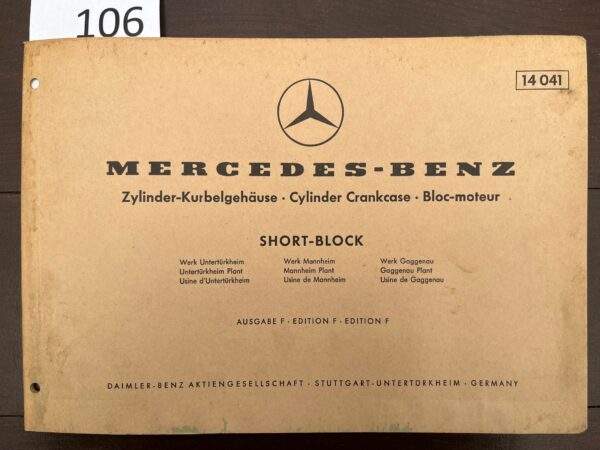 106
14 041
MERCEDES-BENZ
Zylinder-Kurbelgehäuse · Cylinder Crankcase · Bloc-moteur
SHORT-BLOCK
Werk Untertürkheim Werk Mannheim Werk Gaggenau
Untertürkheim Plant Mannheim Plant Gaggenau Plant
Usine d'Untertürkheim Usine de Mannheim Usine de Gaggenau
AUSGABE F · EDITION F · EDITION F
DAIMLER-BENZ AKTIENGESELLSCHAFT · STUTTGART-UNTERTÜRKHEIM · GERMANY